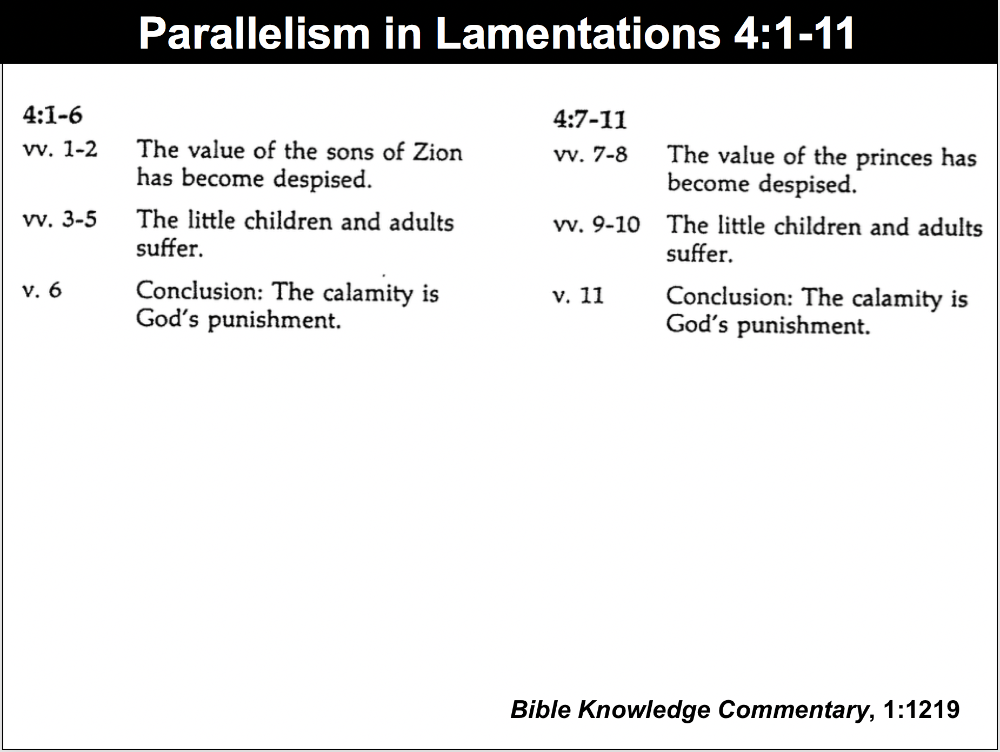 Parallelism in Lamentations 4:1-11
4:1-6
vv. 1-2 The value of the sons of Zion
has become despised.
vv. 3-5 The little children and adults
suffer.
v. 6 Conclusion: The calamity is
God's punishment.
4:7-11
vv. 7-8 The value of the princes has
become despised.
vv. 9-10 The little children and adults
suffer.
v. 11 Conclusion: The calamity is
God's punishment.
Bible Knowledge Commentary, 1:1219